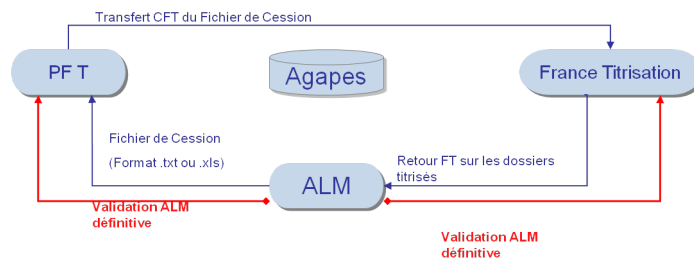 Transfert CFT du Fichier de Cession
PF T
Agapes
France Titrisation
Fichier de Cession
(Format .txt ou .xls)
Retour FT sur les dossiers
titrisés
ALM
Validation ALM
définitive
Validation ALM
définitive